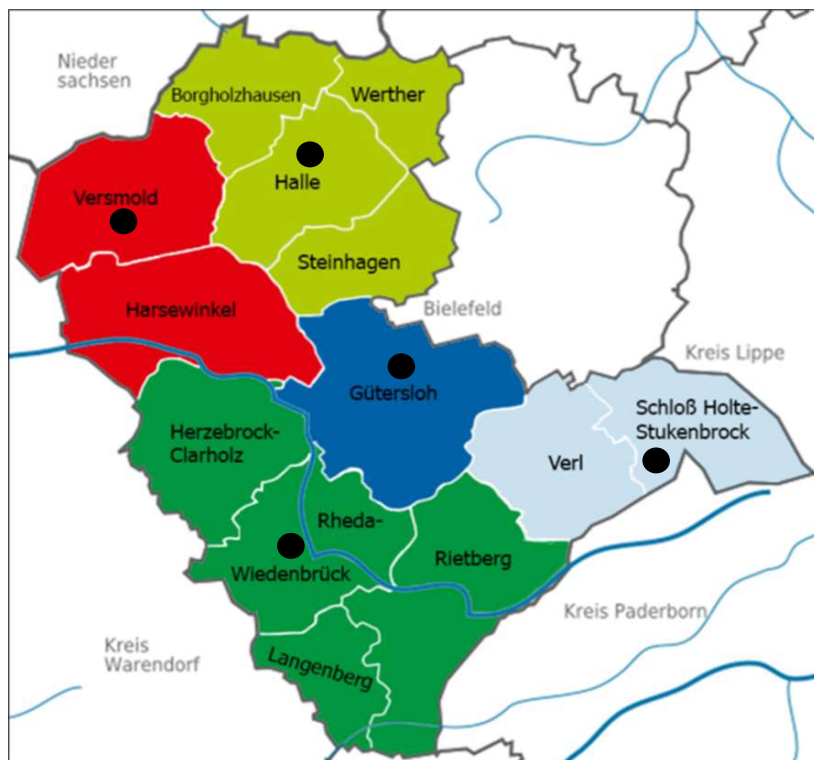 Nieder
sachsen
Borgholzhausen
Werther
Halle
Versmold
Steinhagen
Harsewinkel
Bielefeld
Kreis Lippe
Gütersloh
Schloß Holte-
Stukenbrock
Herzebrock-
Clarholz
Verl
Rheda-
Wiedenbrück
Rietberg
Kreis Paderborn
Kreis
Warendorf
Langenberg